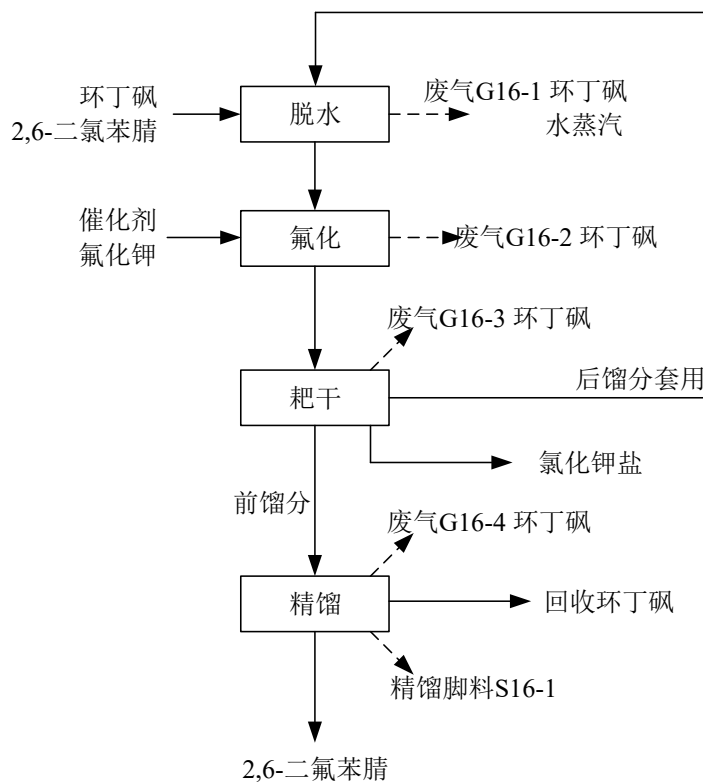 环丁砜
2,6-二氯苯腈
脱水
废气G16-1 环丁砜
水蒸汽
催化剂
氟化钾
氟化
废气G16-2 环丁砜
废气G16-3 环丁砜
耙干
后馏分套用
氯化钾盐
前馏分
废气G16-4 环丁砜
精馏
回收环丁砜
精馏脚料S16-1
2,6-二氟苯腈